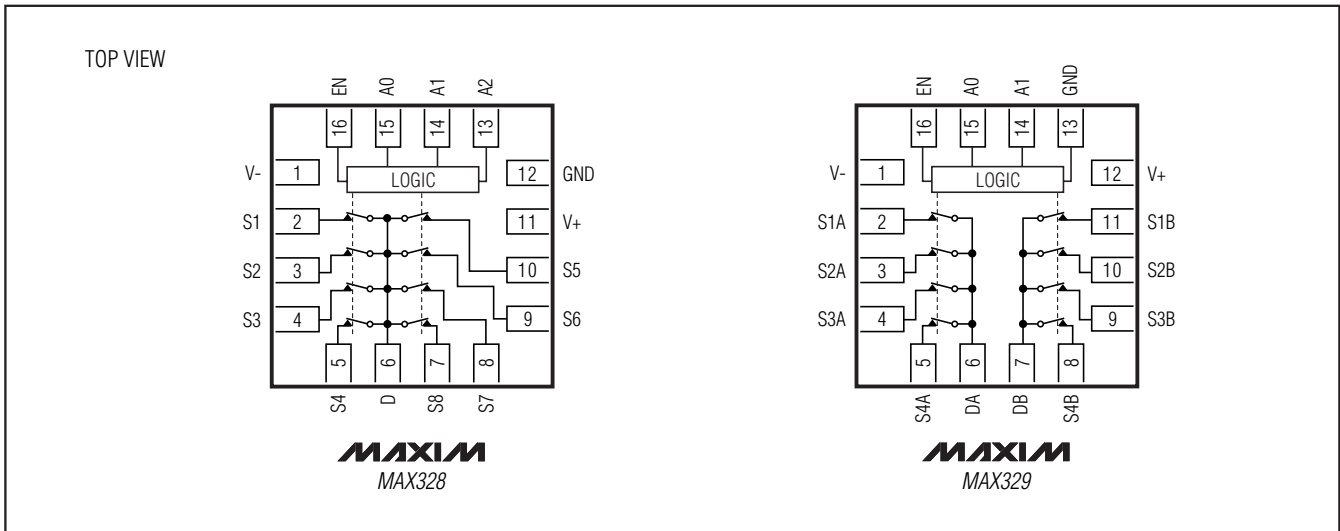 TOP VIEW
EN A0 A1 A2
16 15 14 13
V- 1 LOGIC 12 GND
S1 2 11 V+
S2 3 10 S5
S3 4 9 S6
5 6 7 8
S4 D S8 S7
MAXIM
MAX328
EN A0 A1 GND
16 15 14 13
V- 1 LOGIC 12 V+
S1A 2 11 S1B
S2A 3 10 S2B
S3A 4 9 S3B
5 6 7 8
S4A DA DB S4B
MAXIM
MAX329